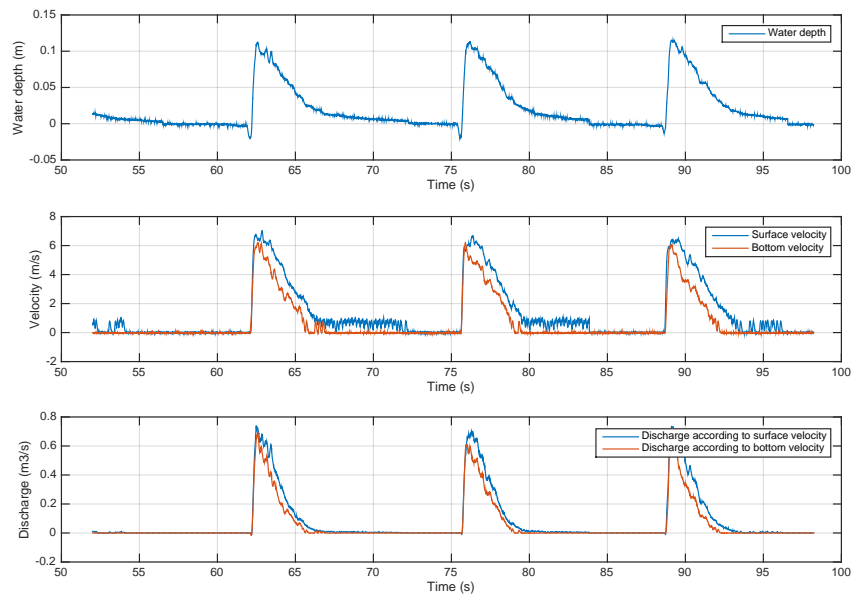 0.15
0.1
0.05
0
-0.05
Water depth (m)
Water depth
50 55 60 65 70 75 80 85 90 95 100
Time (s)
8
6
4
2
0
-2
Velocity (m/s)
Surface velocity
Bottom velocity
50 55 60 65 70 75 80 85 90 95 100
Time (s)
0.8
0.6
0.4
0.2
0
-0.2
Discharge (m3/s)
Discharge according to surface velocity
Discharge according to bottom velocity
50 55 60 65 70 75 80 85 90 95 100
Time (s)